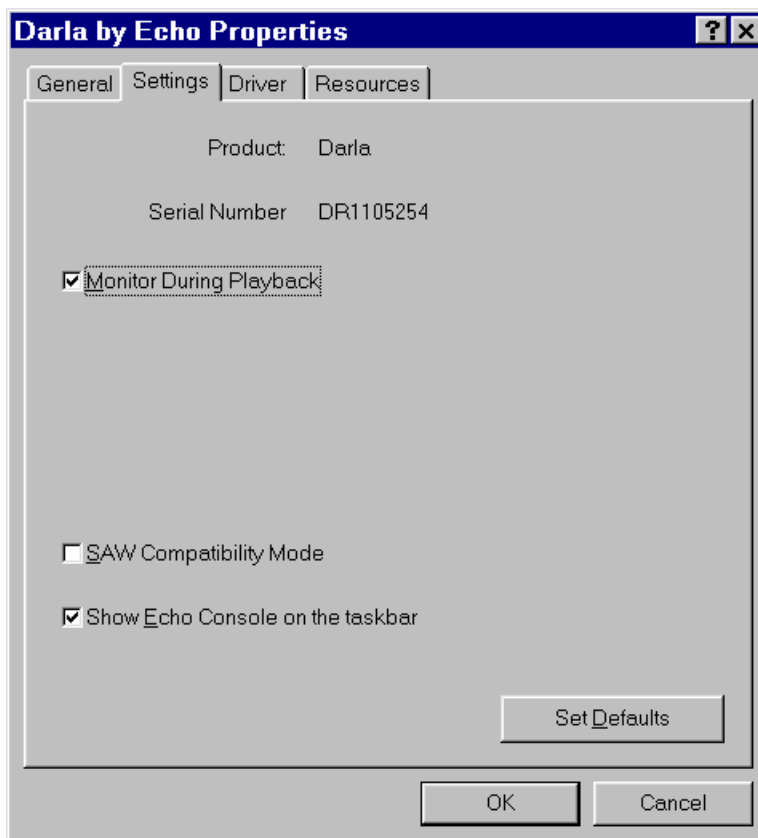 Darla by Echo Properties
General Settings Driver Resources
Product: Darla
Serial Number DR1105254
Monitor During Playback
SAW Compatibility Mode
Show Echo Console on the taskbar
Set Defaults
OK Cancel